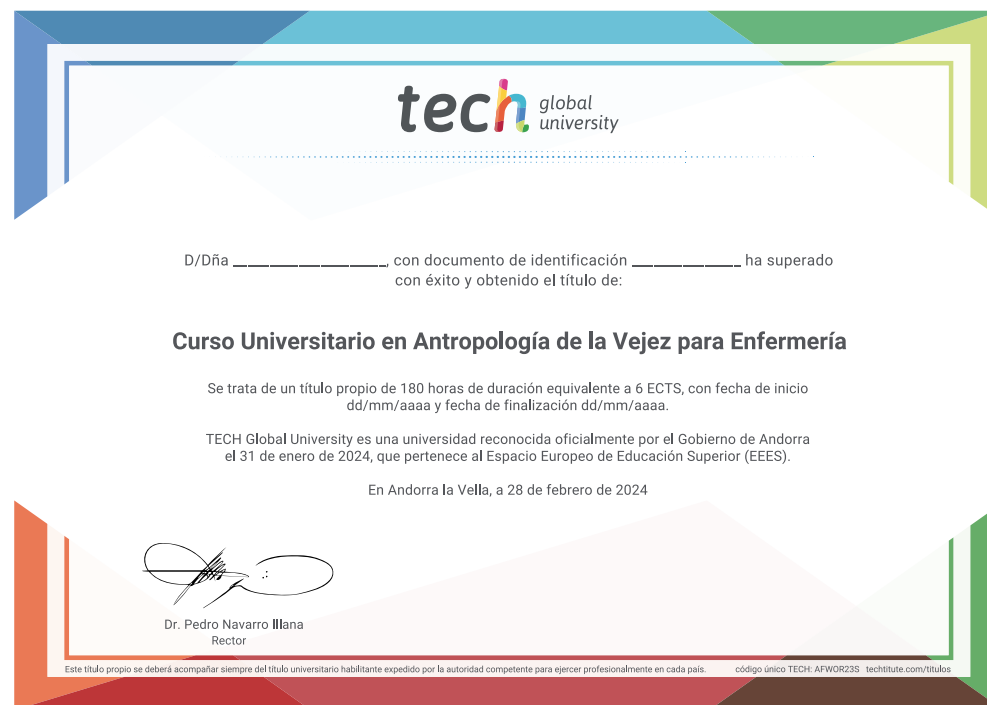 tech global
university
D/Dña ____________________, con documento de identificación ______________ ha superado
con éxito y obtenido el título de:
Curso Universitario en Antropología de la Vejez para Enfermería
Se trata de un título propio de 180 horas de duración equivalente a 6 ECTS, con fecha de inicio
dd/mm/aaaa y fecha de finalización dd/mm/aaaa.
TECH Global University es una universidad reconocida oficialmente por el Gobierno de Andorra
el 31 de enero de 2024, que pertenece al Espacio Europeo de Educación Superior (EEES).
En Andorra la Vella, a 28 de febrero de 2024
Dr. Pedro Navarro Illana
Rector
Este título propio se deberá acompañar siempre del título universitario habilitante expedido por la autoridad competente para ejercer profesionalmente en cada país. código único TECH: AFWOR23S techtitute.com/titulos